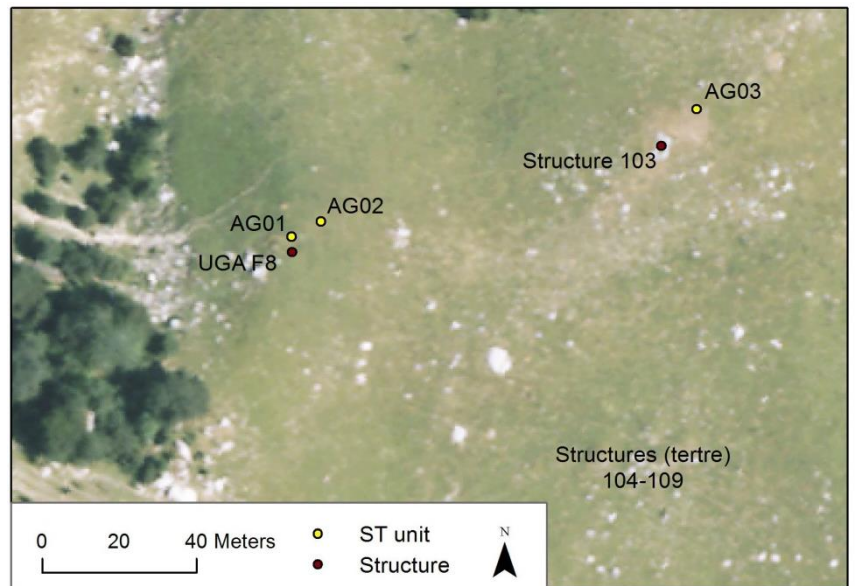 AG03
Structure 103
AG02
AG01
UGA F8
Structures (tertre)
104-109
0 20 40 Meters
ST unit
Structure
N